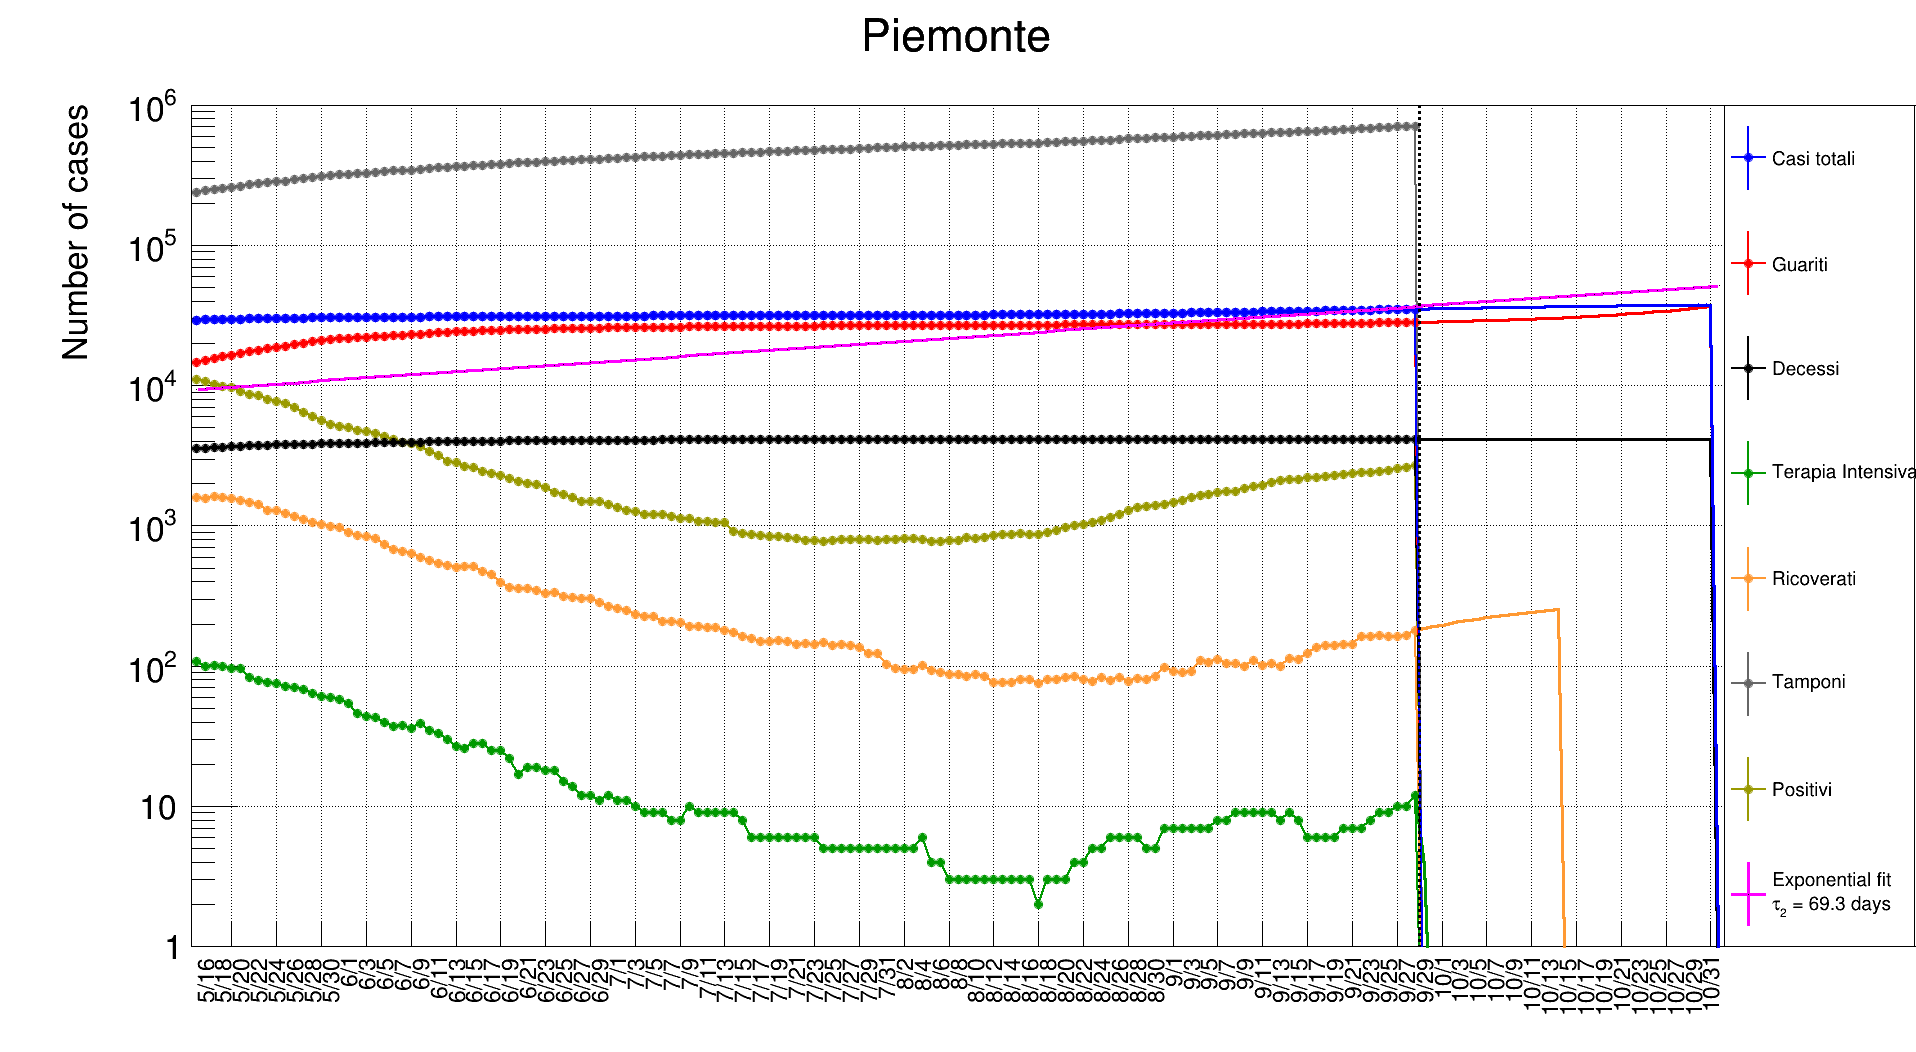 Piemonte
Number of cases
10^6
10^5
10^4
10^3
10^2
10
1
5/16 5/18 5/20 5/22 5/24 5/26 5/28 5/30 6/1 6/3 6/5 6/7 6/9 6/11 6/13 6/15 6/17 6/19 6/21 6/23 6/25 6/27 6/29 7/1 7/3 7/5 7/7 7/9 7/11 7/13 7/15 7/17 7/19 7/21 7/23 7/25 7/27 7/29 7/31 8/2 8/4 8/6 8/8 8/10 8/12 8/14 8/16 8/18 8/20 8/22 8/24 8/26 8/28 8/30 9/1 9/3 9/5 9/7 9/9 9/11 9/13 9/15 9/17 9/19 9/21 9/23 9/25 9/27 9/29 10/1 10/3 10/5 10/7 10/9 10/11 10/13 10/15 10/17 10/19 10/21 10/23 10/25 10/27 10/29 10/31
Casi totali
Guariti
Decessi
Terapia Intensiva
Ricoverati
Tamponi
Positivi
Exponential fit
τ₂ = 69.3 days